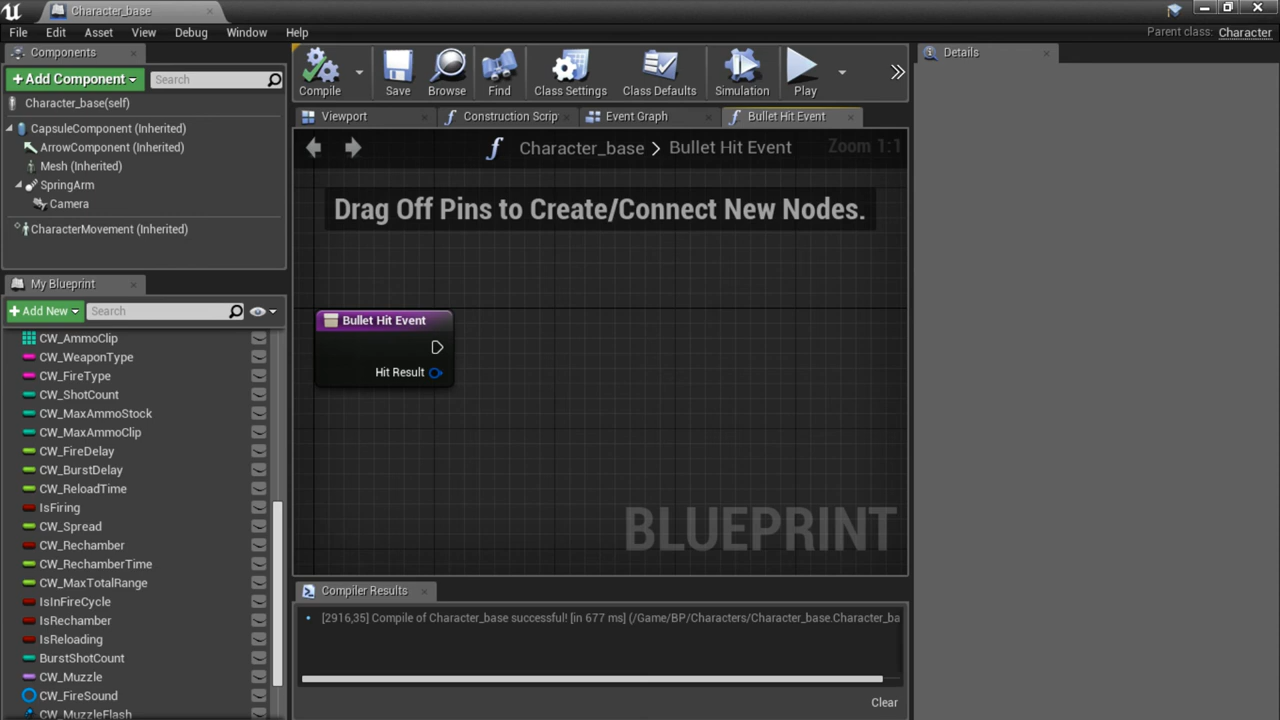 Character_base
File Edit Asset View Debug Window Help
Parent class: Character
Components
+Add Component
Search
Character_base(self)
CapsuleComponent (Inherited)
ArrowComponent (Inherited)
Mesh (Inherited)
SpringArm
Camera
CharacterMovement (Inherited)
My Blueprint
+Add New
Search
CW_AmmoClip
CW_WeaponType
CW_FireType
CW_ShotCount
CW_MaxAmmoStock
CW_MaxAmmoClip
CW_FireDelay
CW_BurstDelay
CW_ReloadTime
IsFiring
CW_Spread
CW_Rechamber
CW_RechamberTime
CW_MaxTotalRange
IsInFireCycle
IsRechamber
IsReloading
BurstShotCount
CW_Muzzle
CW_FireSound
CW_MuzzleFlash
Compile Save Browse Find Class Settings Class Defaults Simulation Play
Viewport Construction Scrip Event Graph Bullet Hit Event
Character_base > Bullet Hit Event
Zoom 1:1
Drag Off Pins to Create/Connect New Nodes.
Bullet Hit Event
Hit Result
BLUEPRINT
Compiler Results
[2916,35] Compile of Character_base successful! [in 677 ms] (/Game/BP/Characters/Character_base.Character_ba
Clear
Details